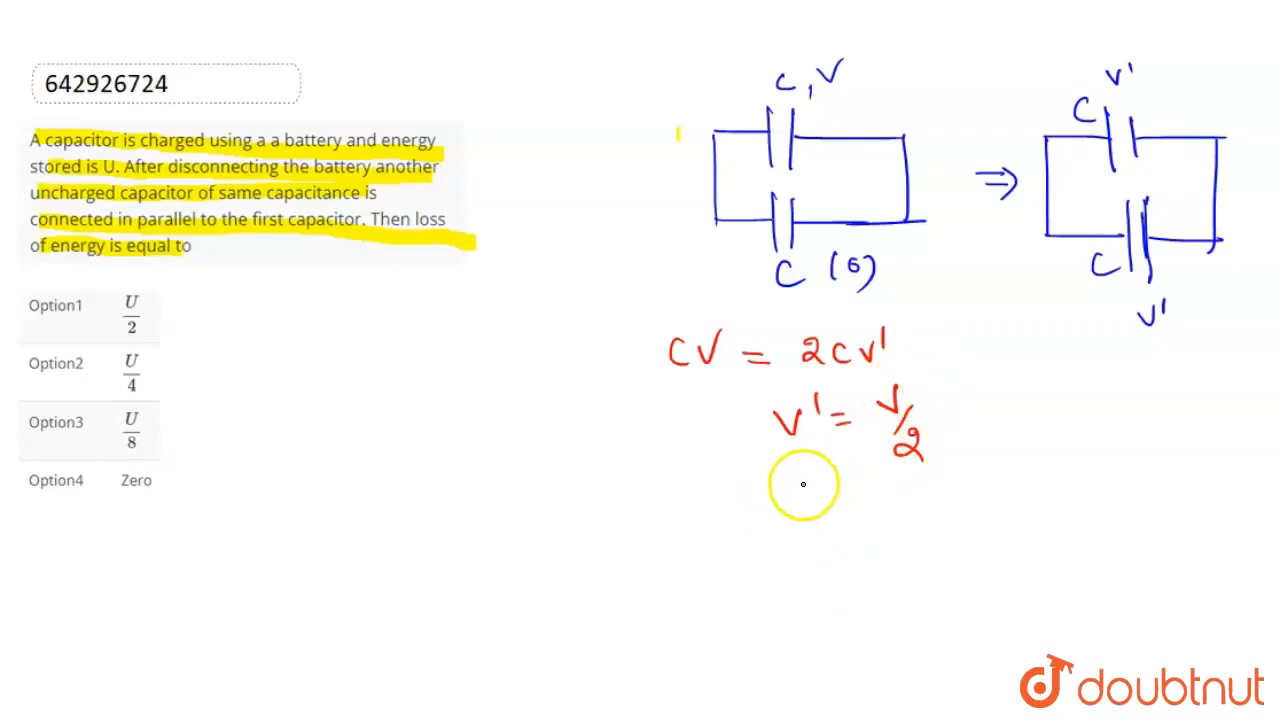 642926724
A capacitor is charged using a a battery and energy
stored is U. After disconnecting the battery another
uncharged capacitor of same capacitance is
connected in parallel to the first capacitor. Then loss
of energy is equal to
Option1 U/2
Option2 U/4
Option3 U/8
Option4 Zero
C, V
C (0)
⇒
V'
C
C
V'
CV = 2CV'
V' = V/2
doubtnut